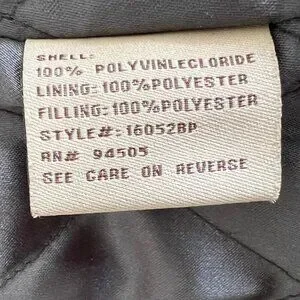 SHELL:
100% POLYVINLECLORIDE
LINING:100%POLYESTER
FILLING:100%POLYESTER
STYLE#:16052BP
RN# 94505
SEE CARE ON REVERSE